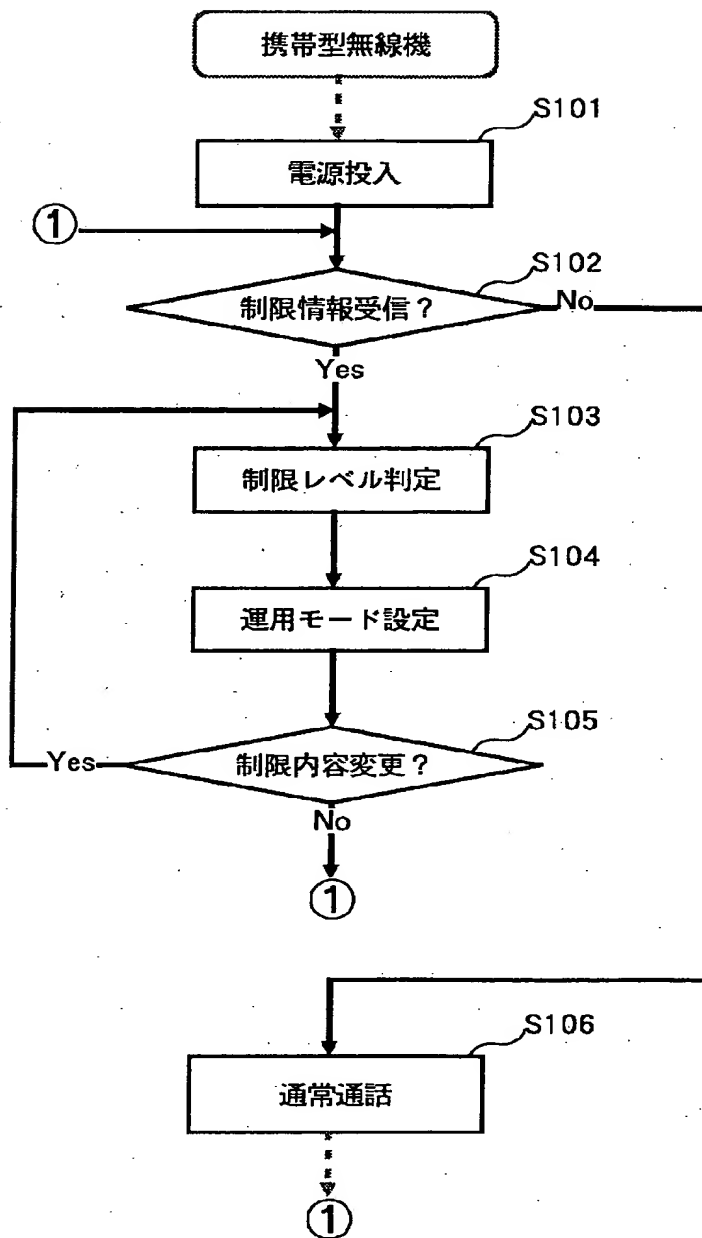 携帯型無線機
S101
電源投入
①
S102
制限情報受信？
No
Yes
S103
制限レベル判定
S104
運用モード設定
S105
制限内容変更？
Yes
No
①
S106
通常通話
①